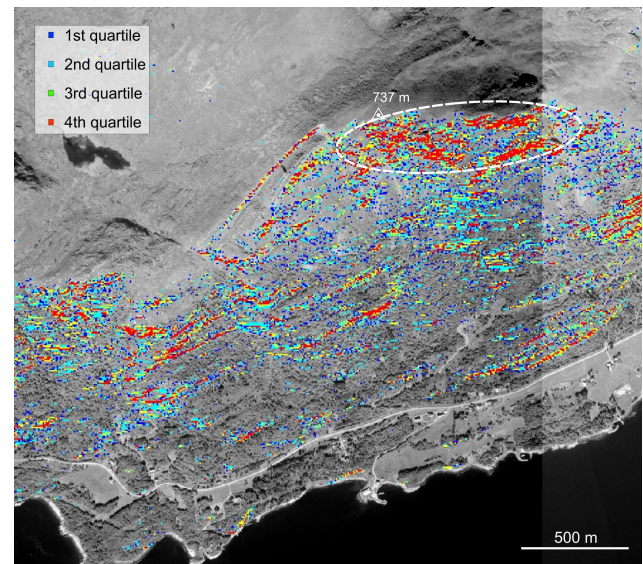 1st quartile
2nd quartile
3rd quartile
4th quartile
737 m
500 m